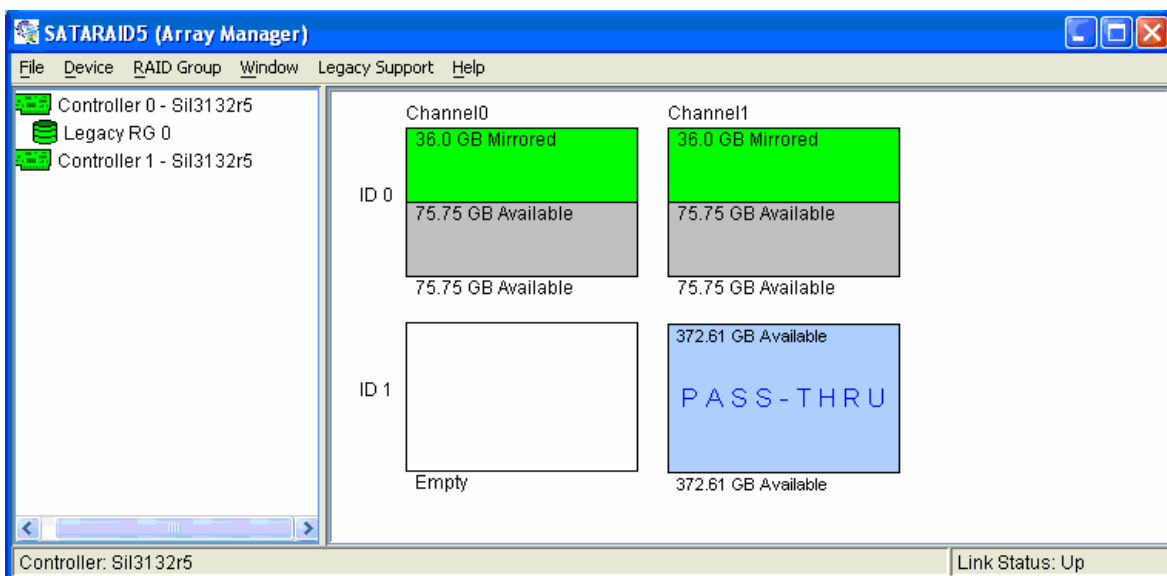 SATARAID5 (Array Manager)
File Device RAID Group Window Legacy Support Help
Controller 0 - SiI3132r5
Legacy RG 0
Controller 1 - SiI3132r5
Channel0 Channel1
36.0 GB Mirrored 36.0 GB Mirrored
ID 0
75.75 GB Available 75.75 GB Available
75.75 GB Available 75.75 GB Available
372.61 GB Available
ID 1
PASS-THRU
Empty 372.61 GB Available
Controller: SiI3132r5 Link Status: Up